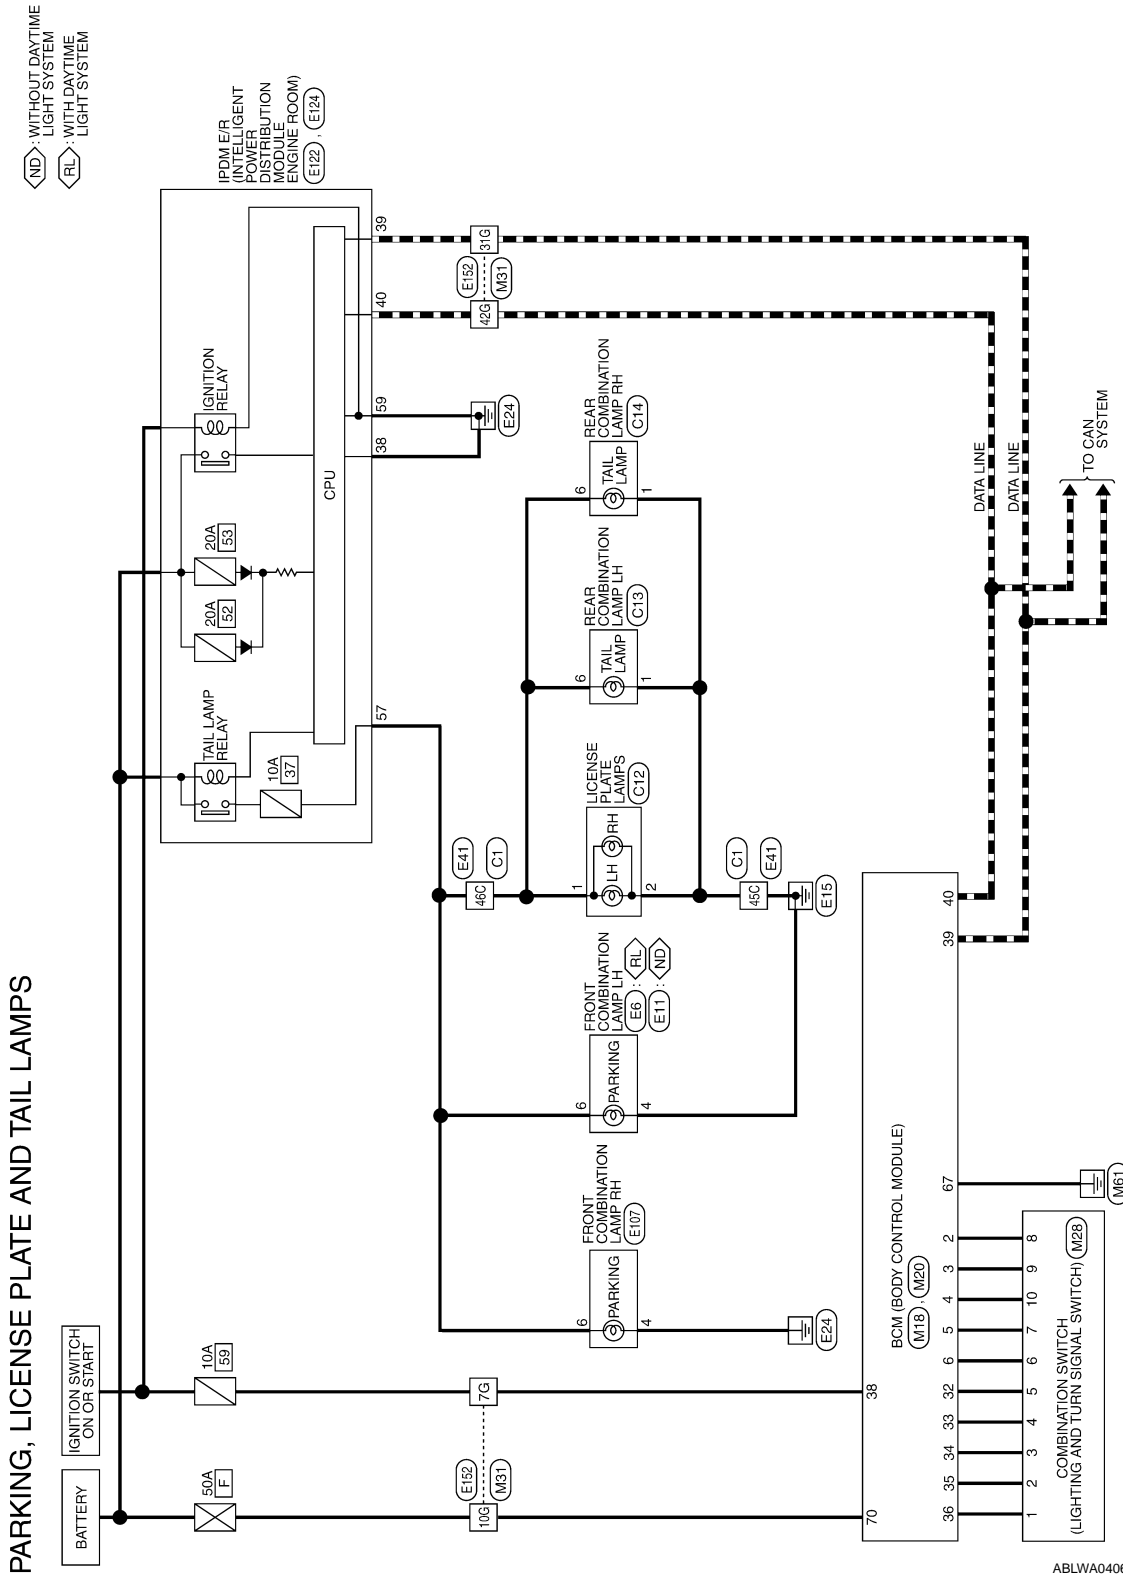 PARKING, LICENSE PLATE AND TAIL LAMPS
ND : WITHOUT DAYTIME
LIGHT SYSTEM
RL : WITH DAYTIME
LIGHT SYSTEM
BATTERY
IGNITION SWITCH
ON OR START
50A
F
10A
59
E152
M31
10G
7G
IPDM E/R
(INTELLIGENT
POWER
DISTRIBUTION
MODULE
ENGINE ROOM)
E122 , E124
TAIL LAMP
RELAY
10A
37
20A
52
20A
53
IGNITION
RELAY
CPU
57
38
59
40
39
E24
E152
M31
42G
31G
E41
C1
46C
FRONT
COMBINATION
LAMP RH
E107
6
PARKING
4
E24
FRONT
COMBINATION
LAMP LH
E6 : RL
E11 : ND
6
PARKING
4
LICENSE
PLATE
LAMPS
C12
1
LH
RH
2
C1
E41
45C
E15
REAR
COMBINATION
LAMP LH
C13
6
TAIL
LAMP
1
REAR
COMBINATION
LAMP RH
C14
6
TAIL
LAMP
1
DATA LINE
DATA LINE
TO CAN
SYSTEM
BCM (BODY CONTROL MODULE)
M18 , M20
70
38
36
35
34
33
32
6
5
4
3
2
67
39
40
1
2
3
4
5
6
7
10
9
8
COMBINATION SWITCH
(LIGHTING AND TURN SIGNAL SWITCH)
M28
M61
ABLWA0406